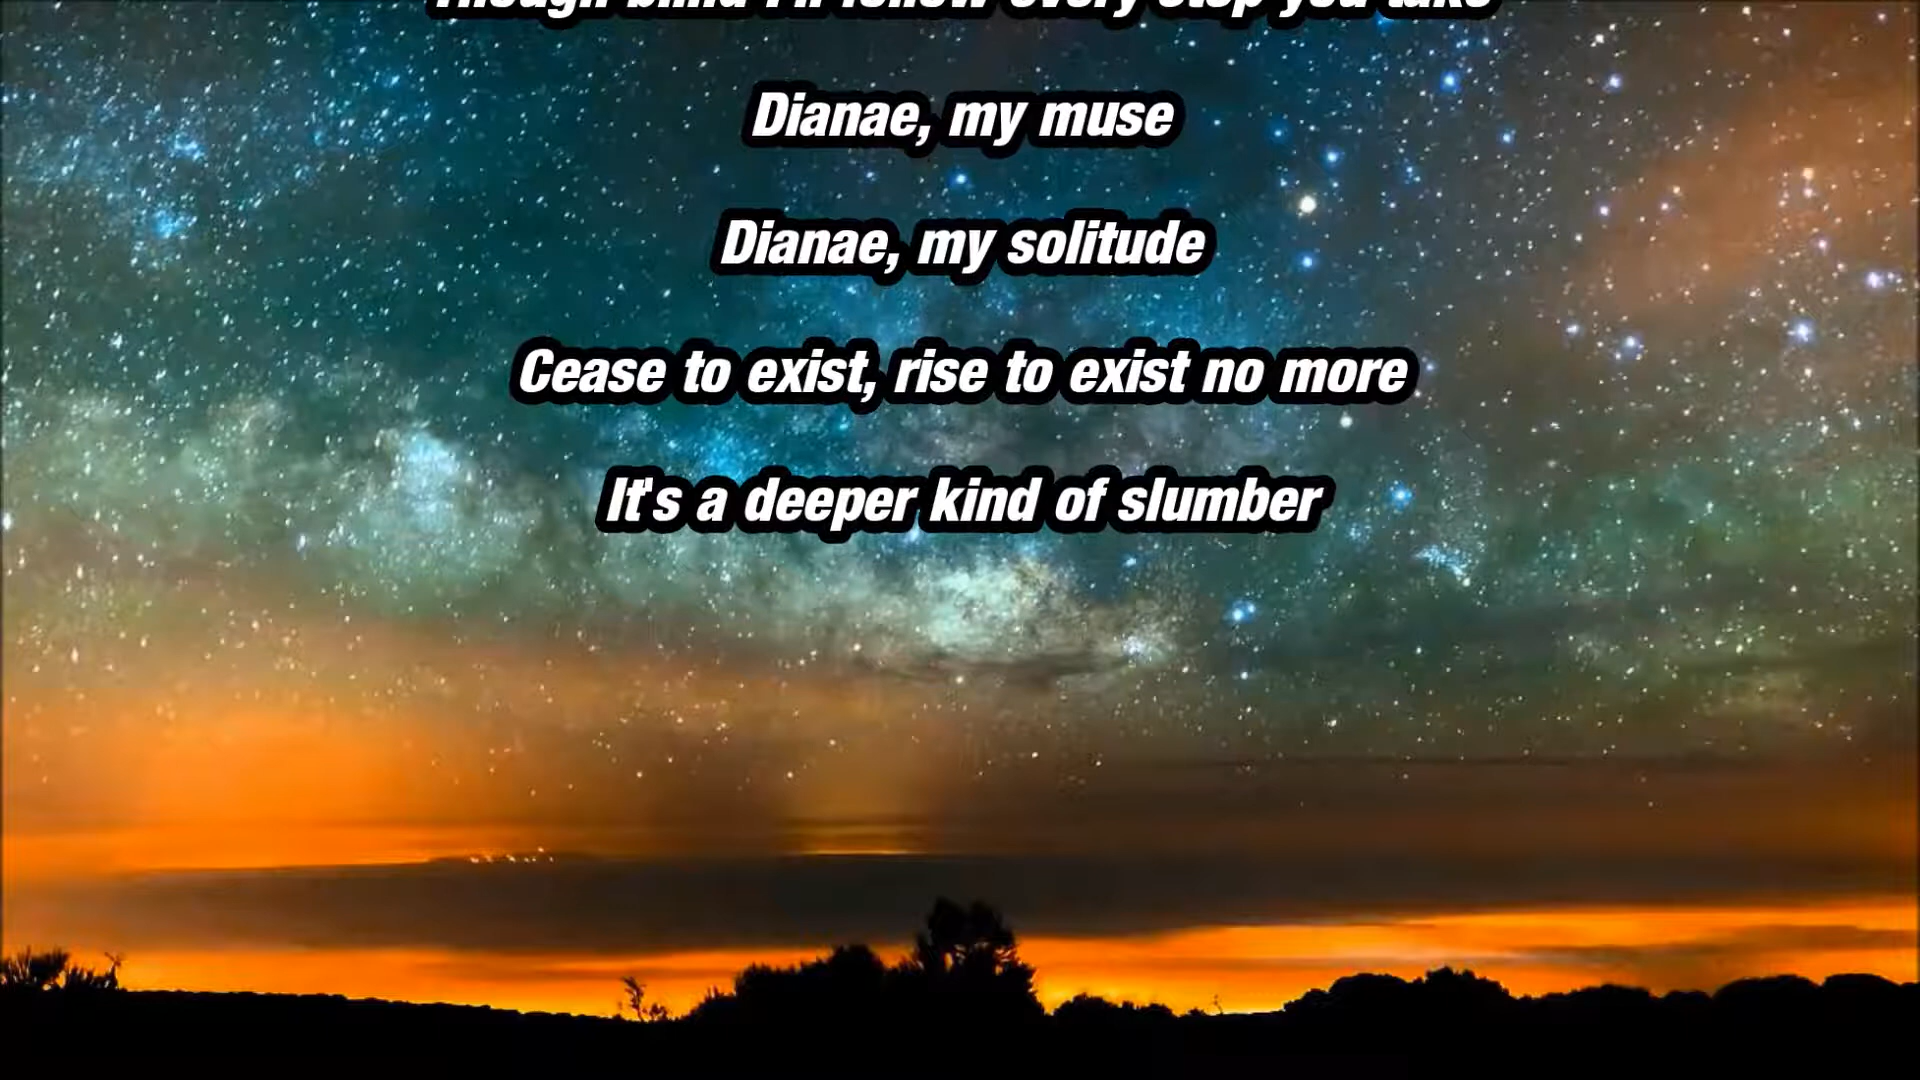 Though blind I'll follow every step you take
Dianae, my muse
Dianae, my solitude
Cease to exist, rise to exist no more
It's a deeper kind of slumber